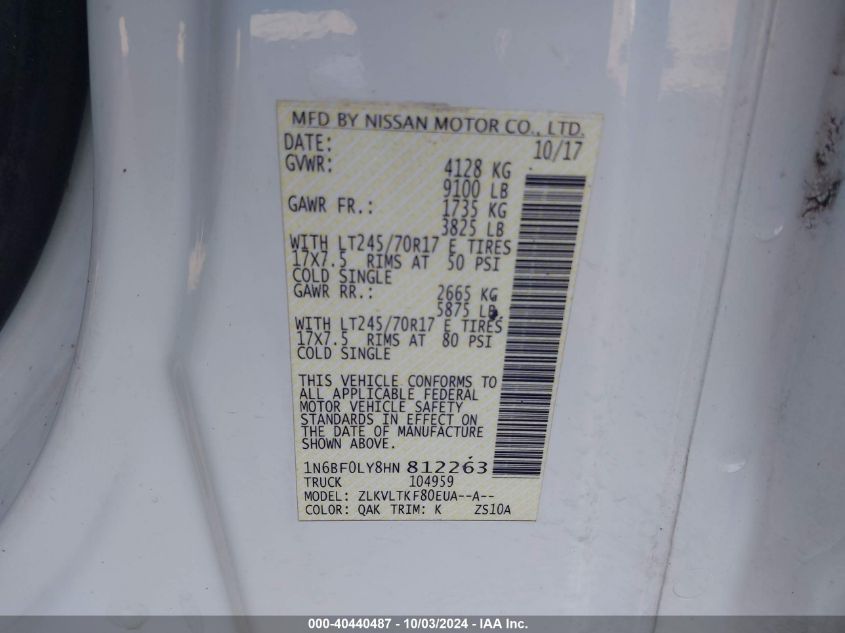 MFD BY NISSAN MOTOR CO., LTD.
DATE: 10/17
GVWR: 4128 KG
9100 LB
GAWR FR.: 1735 KG
3825 LB
WITH LT245/70R17 E TIRES
17X7.5 RIMS AT 50 PSI
COLD SINGLE
GAWR RR.: 2665 KG
5875 LB
WITH LT245/70R17 E TIRES
17X7.5 RIMS AT 80 PSI
COLD SINGLE
THIS VEHICLE CONFORMS TO
ALL APPLICABLE FEDERAL
MOTOR VEHICLE SAFETY
STANDARDS IN EFFECT ON
THE DATE OF MANUFACTURE
SHOWN ABOVE.
1N6BF0LY8HN 812263
TRUCK 104959
MODEL: ZLKVLTKF80EUA--A--
COLOR: QAK TRIM: K ZS10A
000-40440487 - 10/03/2024 - IAA Inc.